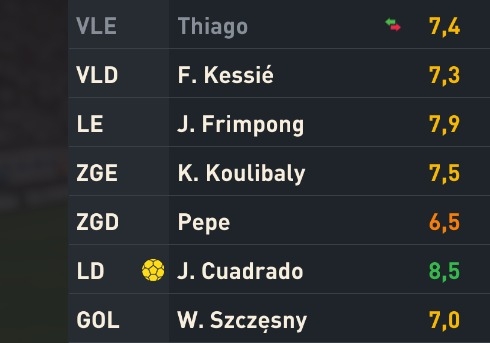 VLE Thiago 7,4
VLD F. Kessié 7,3
LE J. Frimpong 7,9
ZGE K. Koulibaly 7,5
ZGD Pepe 6,5
LD J. Cuadrado 8,5
GOL W. Szczęsny 7,0